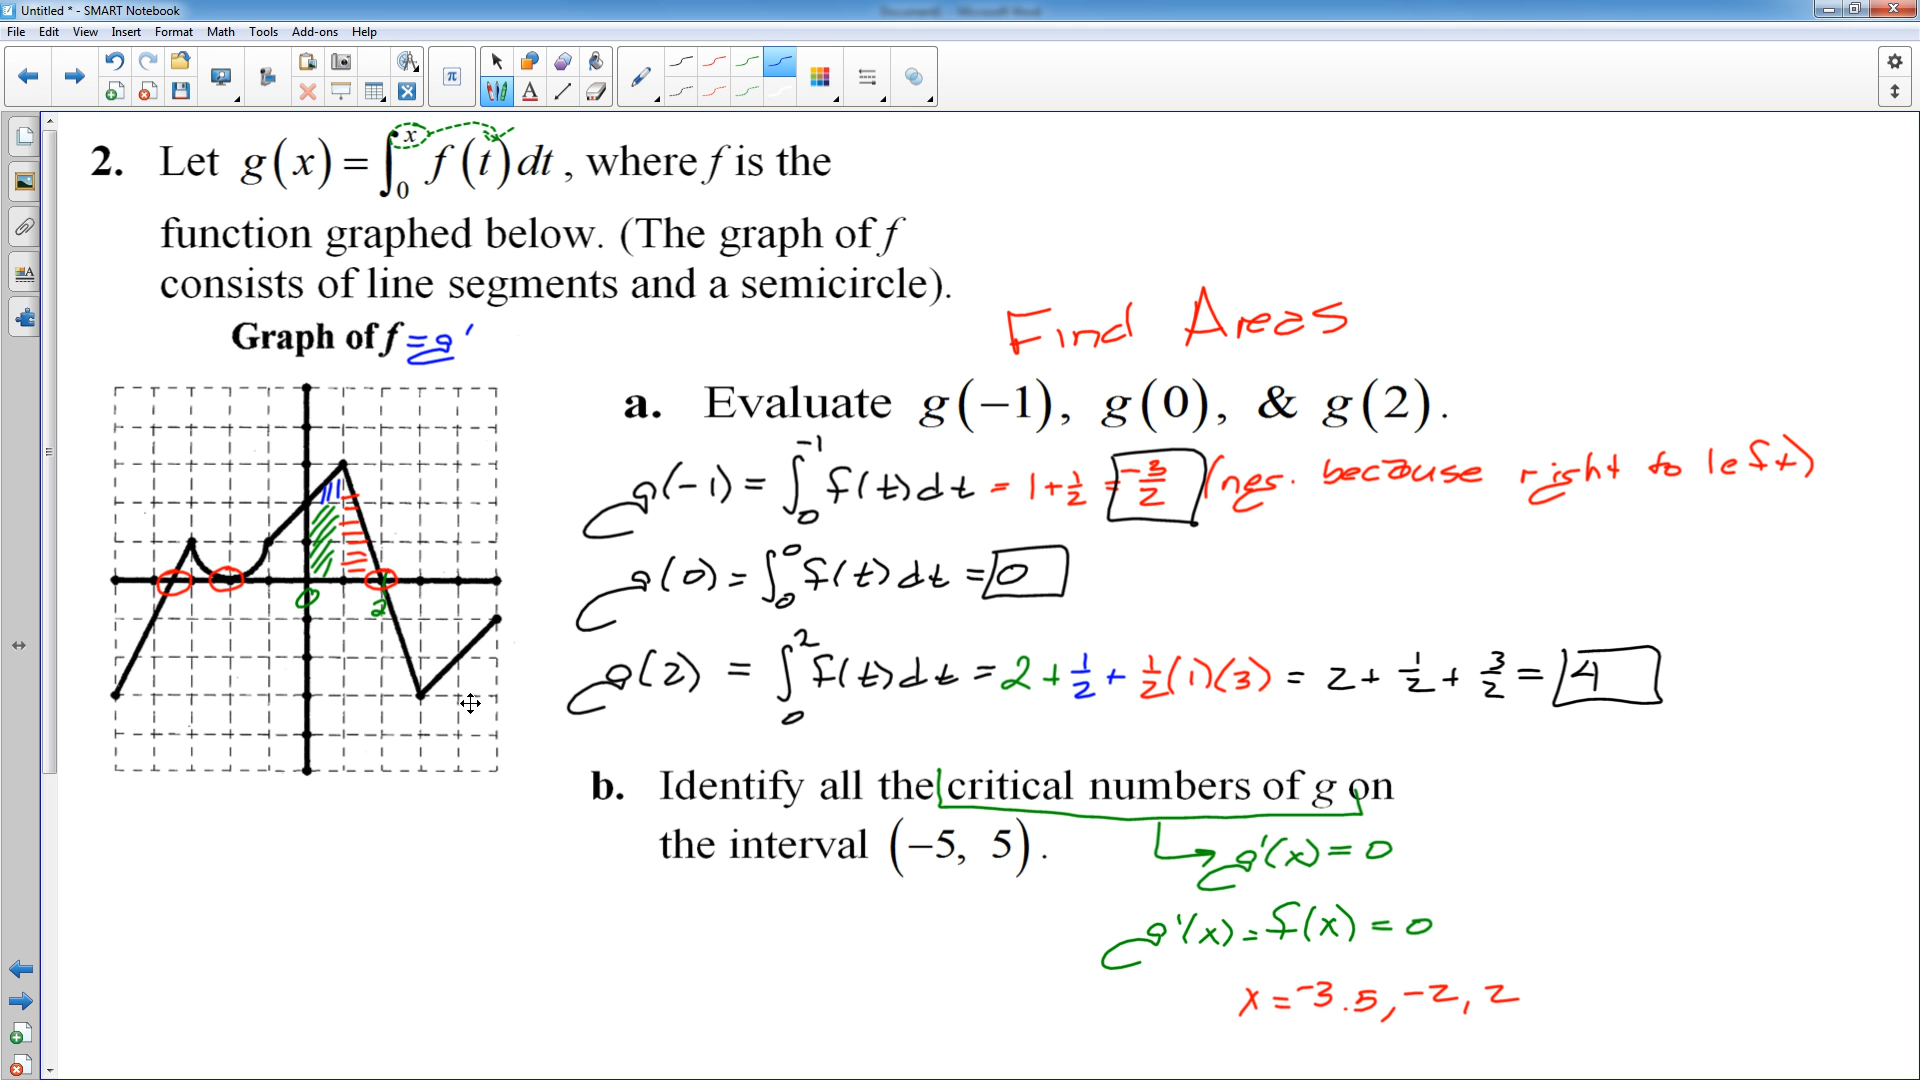 Untitled * - SMART Notebook
File Edit View Insert Format Math Tools Add-ons Help
2. Let g(x) = ∫₀ˣ f(t)dt, where f is the
function graphed below. (The graph of f
consists of line segments and a semicircle).
Graph of f = g'
0
2
Find Areas
a. Evaluate g(−1), g(0), & g(2).
g(-1) = ∫₀⁻¹ f(t)dt = 1 + 1/2 = -3/2 (neg. because right to left)
g(0) = ∫₀⁰ f(t)dt = 0
g(2) = ∫₀² f(t)dt = 2 + 1/2 + 1/2(1)(3) = 2 + 1/2 + 3/2 = 4
b. Identify all the critical numbers of g on
the interval (−5, 5).
g'(x) = 0
g'(x) = f(x) = 0
x = -3.5, -2, 2